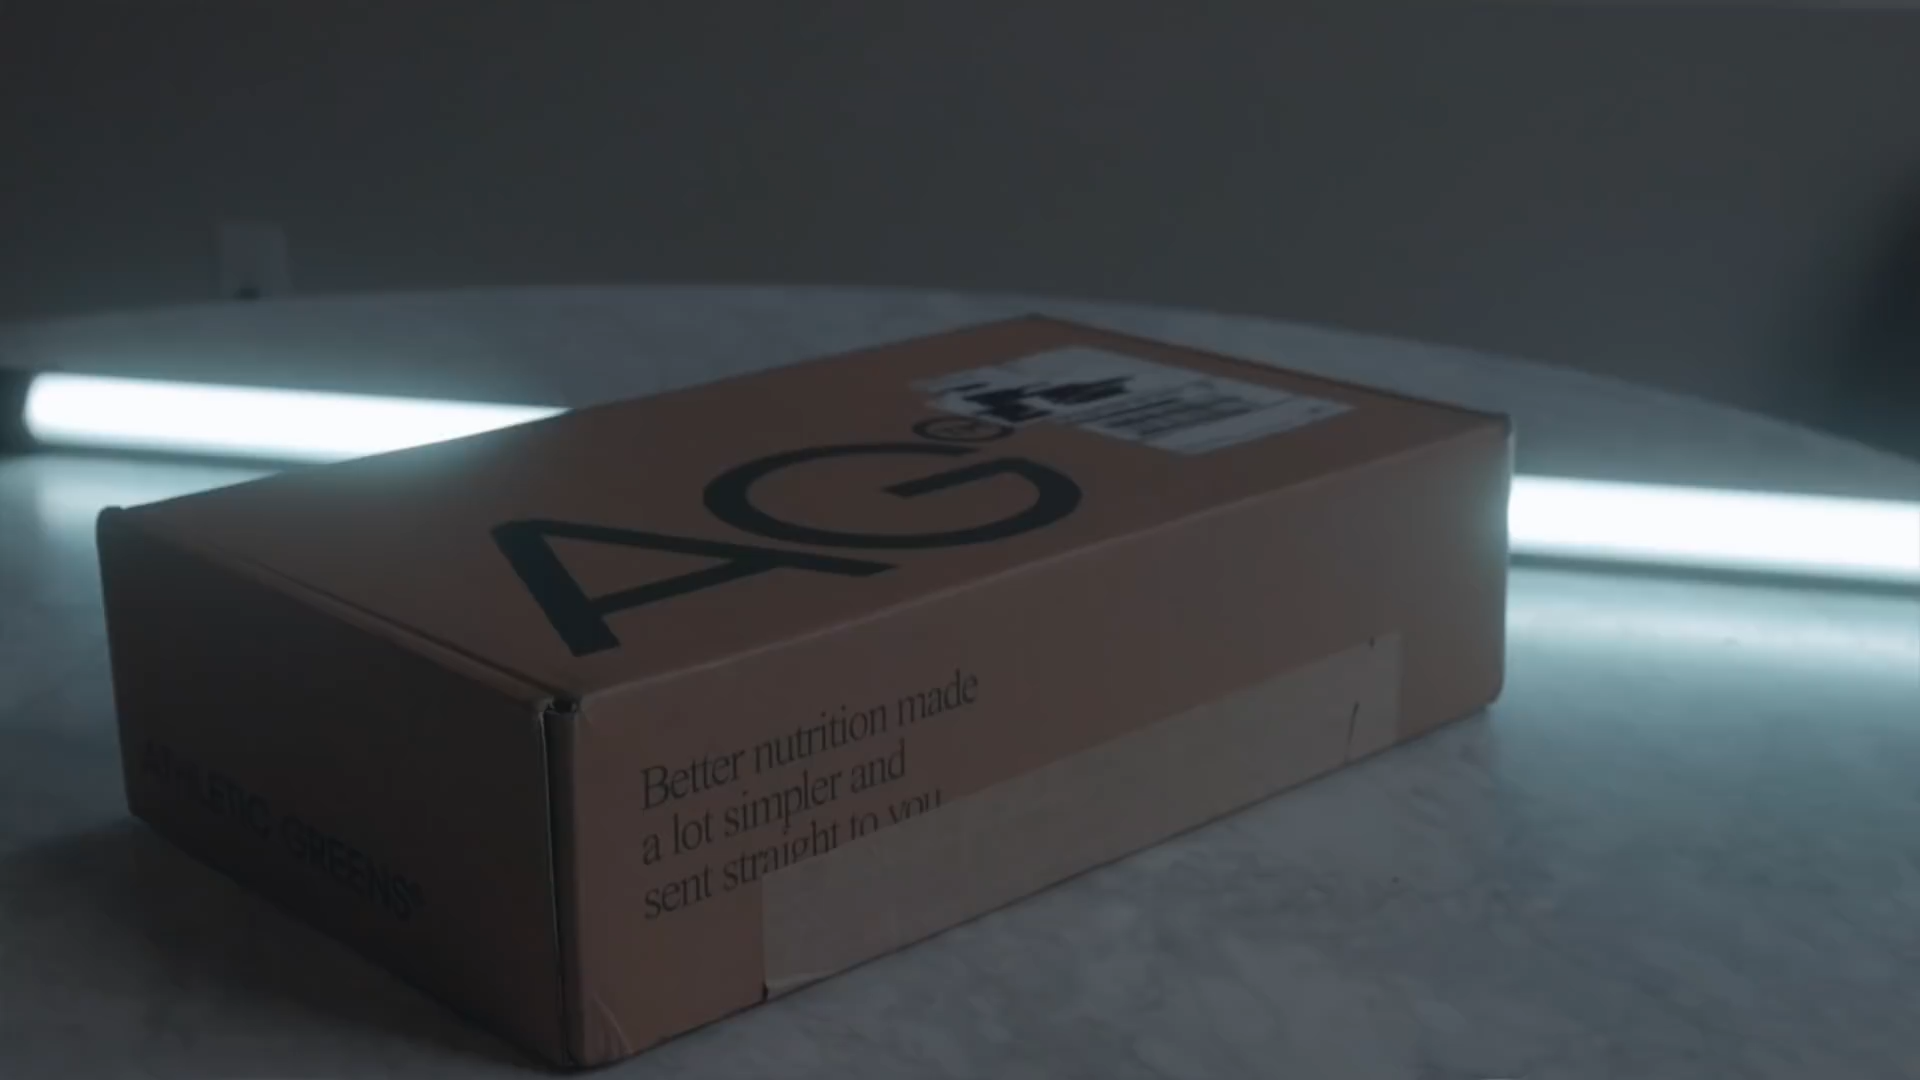 AG
Better nutrition made
a lot simpler and
sent straight to you
ATHLETIC GREENS®